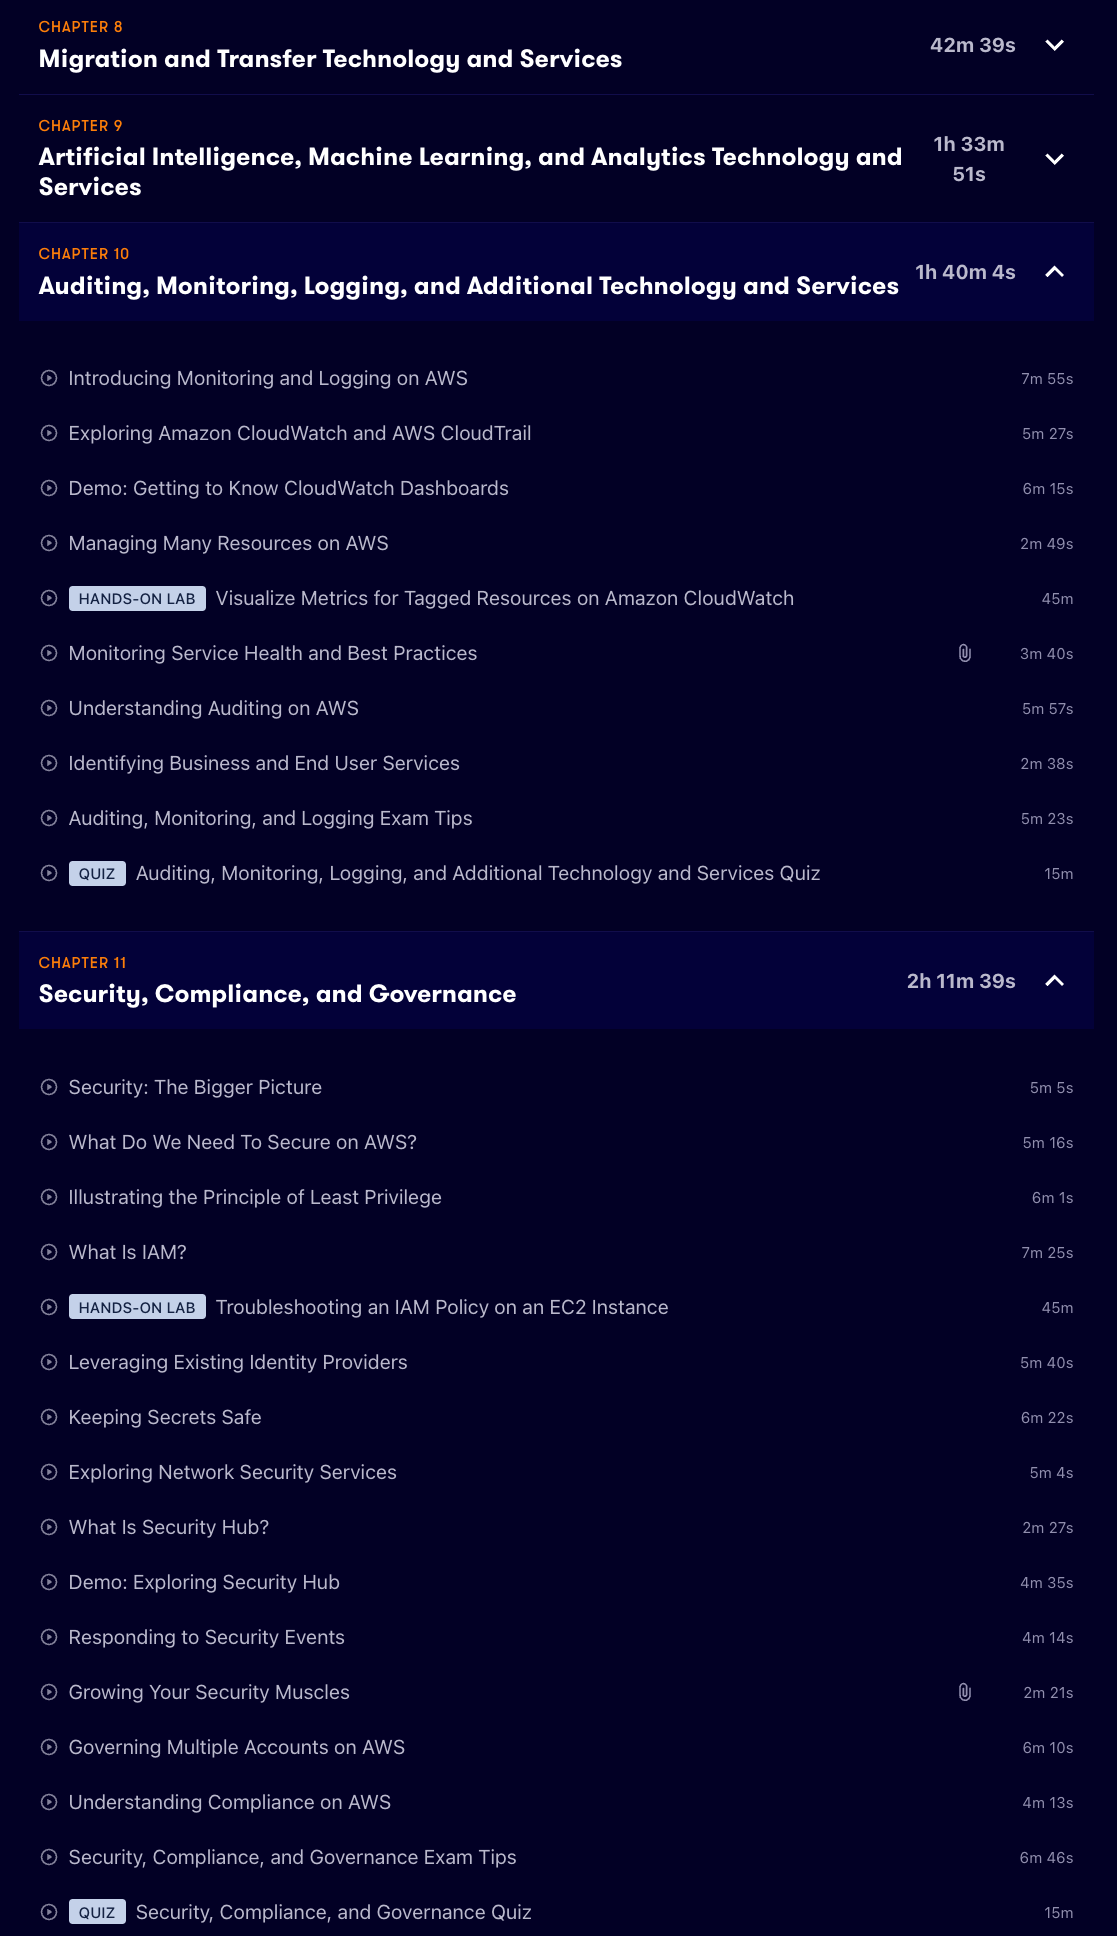 CHAPTER 8
Migration and Transfer Technology and Services
42m 39s
CHAPTER 9
Artificial Intelligence, Machine Learning, and Analytics Technology and
Services
1h 33m
51s
CHAPTER 10
Auditing, Monitoring, Logging, and Additional Technology and Services
1h 40m 4s
Introducing Monitoring and Logging on AWS 7m 55s
Exploring Amazon CloudWatch and AWS CloudTrail 5m 27s
Demo: Getting to Know CloudWatch Dashboards 6m 15s
Managing Many Resources on AWS 2m 49s
HANDS-ON LAB Visualize Metrics for Tagged Resources on Amazon CloudWatch 45m
Monitoring Service Health and Best Practices 3m 40s
Understanding Auditing on AWS 5m 57s
Identifying Business and End User Services 2m 38s
Auditing, Monitoring, and Logging Exam Tips 5m 23s
QUIZ Auditing, Monitoring, Logging, and Additional Technology and Services Quiz 15m
CHAPTER 11
Security, Compliance, and Governance
2h 11m 39s
Security: The Bigger Picture 5m 5s
What Do We Need To Secure on AWS? 5m 16s
Illustrating the Principle of Least Privilege 6m 1s
What Is IAM? 7m 25s
HANDS-ON LAB Troubleshooting an IAM Policy on an EC2 Instance 45m
Leveraging Existing Identity Providers 5m 40s
Keeping Secrets Safe 6m 22s
Exploring Network Security Services 5m 4s
What Is Security Hub? 2m 27s
Demo: Exploring Security Hub 4m 35s
Responding to Security Events 4m 14s
Growing Your Security Muscles 2m 21s
Governing Multiple Accounts on AWS 6m 10s
Understanding Compliance on AWS 4m 13s
Security, Compliance, and Governance Exam Tips 6m 46s
QUIZ Security, Compliance, and Governance Quiz 15m